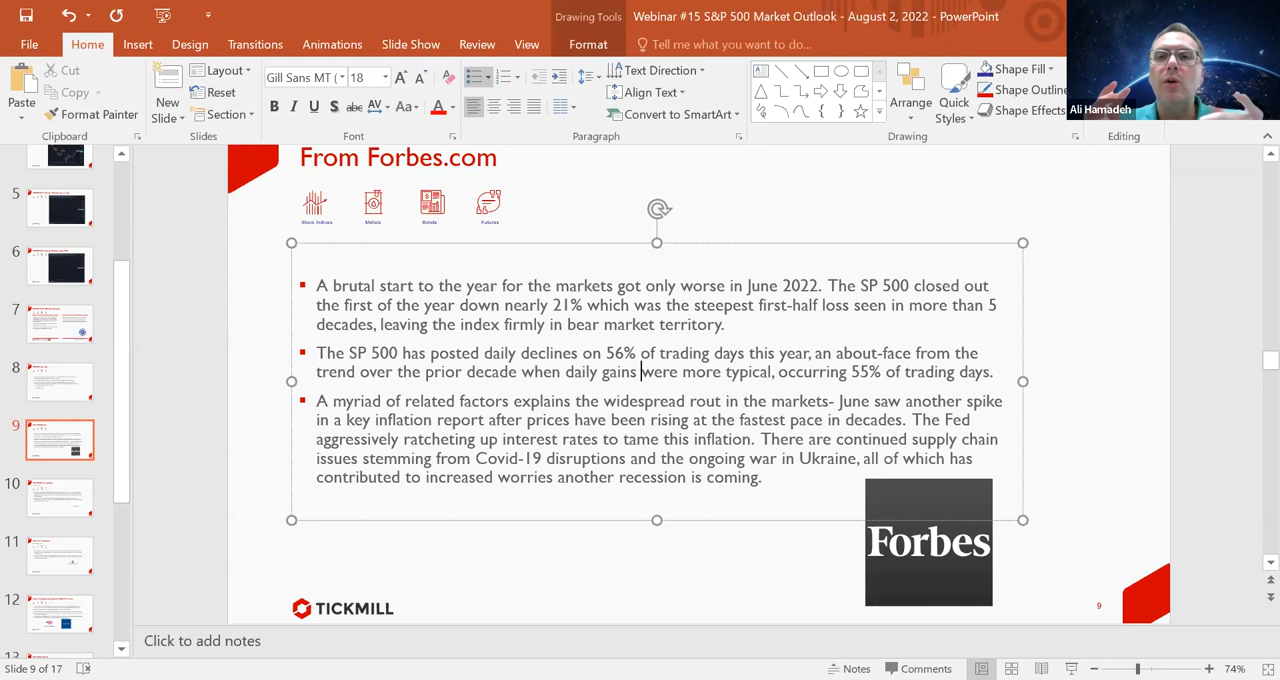 Drawing Tools
Webinar #15 S&P 500 Market Outlook - August 2, 2022 - PowerPoint
File Home Insert Design Transitions Animations Slide Show Review View Format Tell me what you want to do...
Paste
Cut
Copy
Format Painter
New Slide
Layout
Reset
Section
Gill Sans MT ( 18
B I U S abc AV Aa A
Text Direction
Align Text
Convert to SmartArt
Arrange
Quick Styles
Shape Fill
Shape Outline
Shape Effects
Clipboard Slides Font Paragraph Drawing Editing
Ali Hamadeh
From Forbes.com
Stock Indices Metals Bonds Futures
A brutal start to the year for the markets got only worse in June 2022. The SP 500 closed out
the first of the year down nearly 21% which was the steepest first-half loss seen in more than 5
decades, leaving the index firmly in bear market territory.
The SP 500 has posted daily declines on 56% of trading days this year, an about-face from the
trend over the prior decade when daily gains were more typical, occurring 55% of trading days.
A myriad of related factors explains the widespread rout in the markets- June saw another spike
in a key inflation report after prices have been rising at the fastest pace in decades. The Fed
aggressively ratcheting up interest rates to tame this inflation. There are continued supply chain
issues stemming from Covid-19 disruptions and the ongoing war in Ukraine, all of which has
contributed to increased worries another recession is coming.
Forbes
TICKMILL
9
5
6
7
8
9
10
11
12
Click to add notes
Slide 9 of 17
Notes Comments 74%